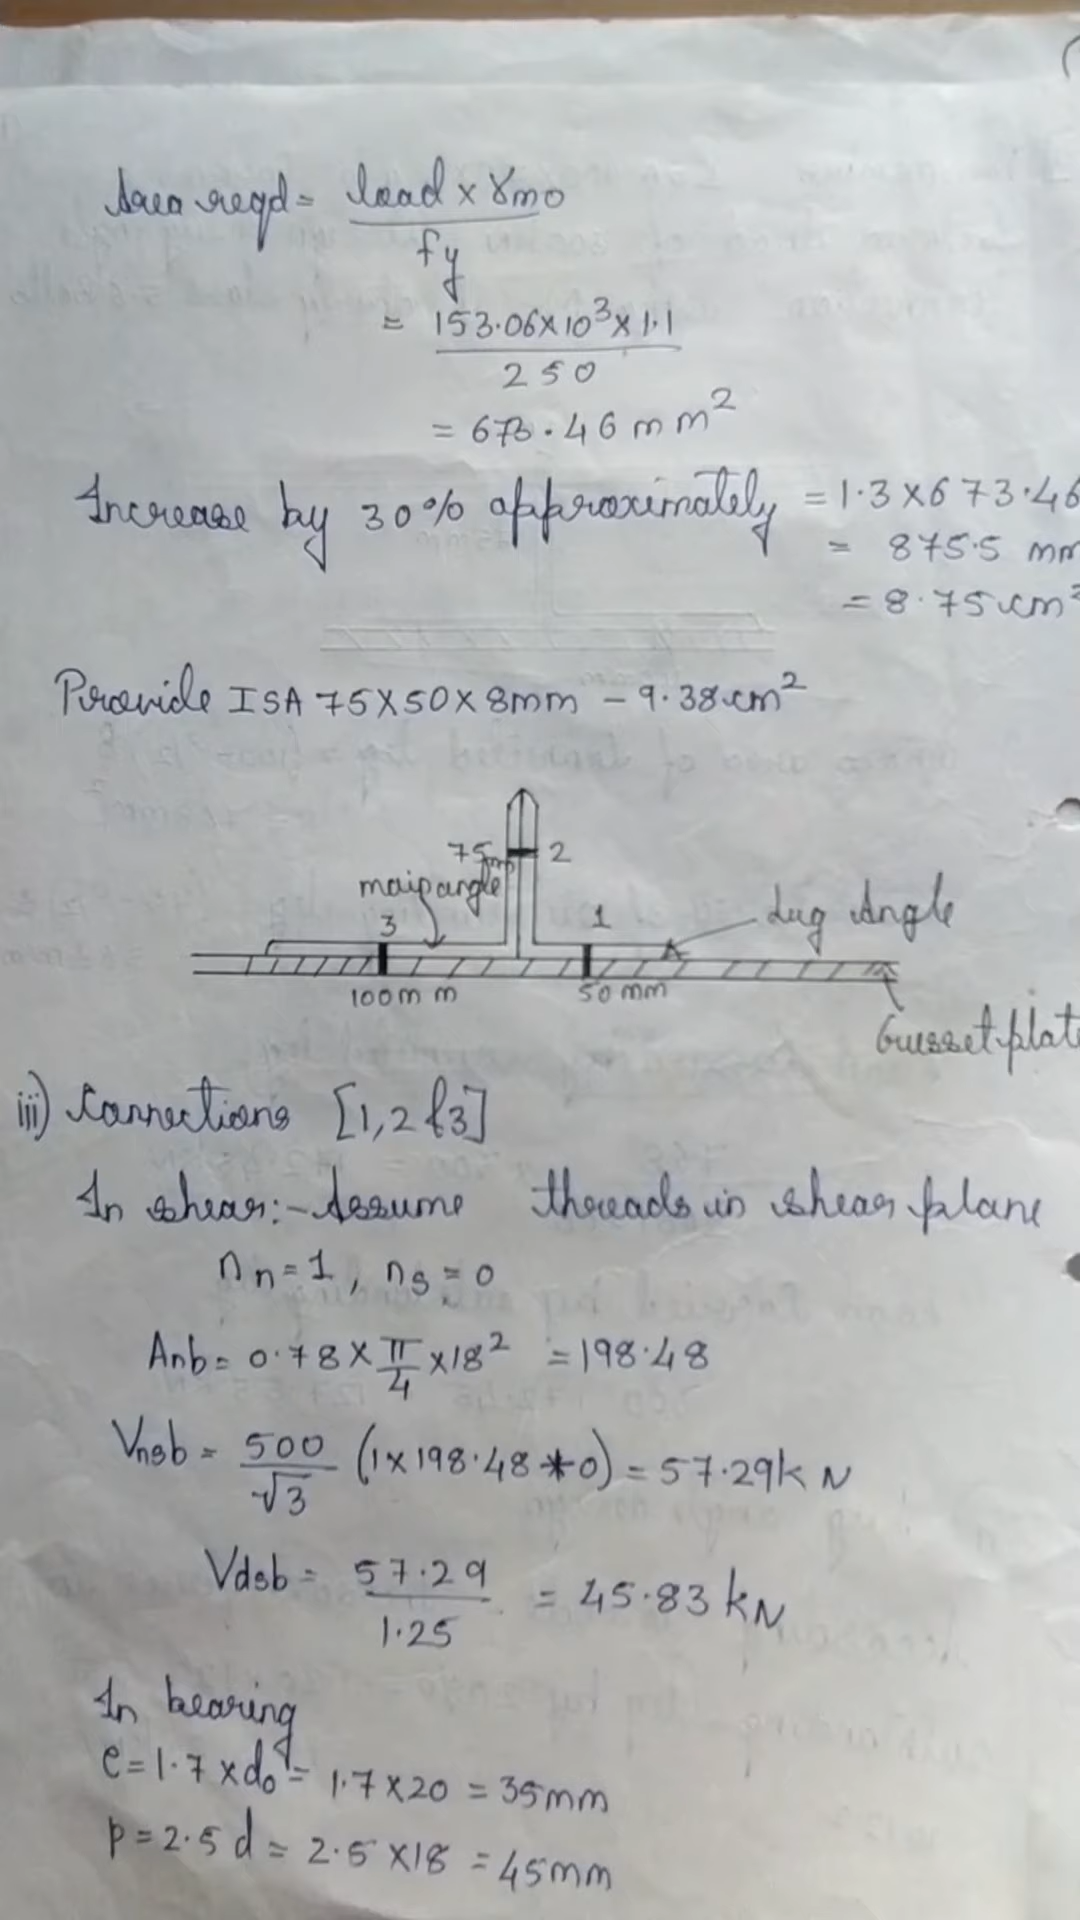 Area reqd = load × γmo / fy
= 153.06×10³×1.1 / 250
= 673.46 mm²
Increase by 30% approximately = 1.3×673.46
= 875.5 mm
= 8.75 cm²
Provide ISA 75×50×8mm – 9.38 cm²
75mm 2
main angle
3 1 Lug Angle
100mm 50 mm
Gusset plate
iii) Connections [1,2 & 3]
In shear:- Assume threads in shear plane
nn = 1, ns = 0
Anb = 0.78 × π/4 × 18² = 198.48
Vnsb = 500/√3 (1×198.48+0) = 57.29 kN
Vdsb = 57.29/1.25 = 45.83 kN
In bearing
e = 1.7 × do = 1.7×20 = 35mm
p = 2.5 d = 2.5×18 = 45mm